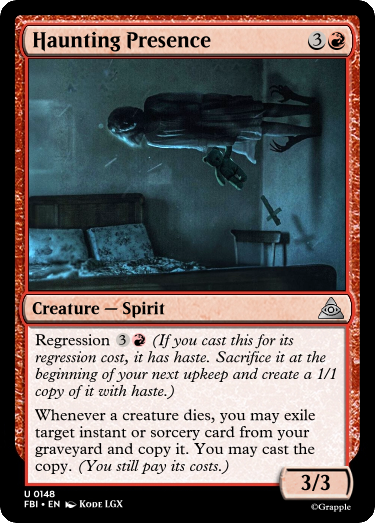 Haunting Presence 3
Creature — Spirit
Regression 3 (If you cast this for its
regression cost, it has haste. Sacrifice it at the
beginning of your next upkeep and create a 1/1
copy of it with haste.)
Whenever a creature dies, you may exile
target instant or sorcery card from your
graveyard and copy it. You may cast the
copy. (You still pay its costs.)
3/3
U 0148
FBI • EN Kode LGX
©Grapple